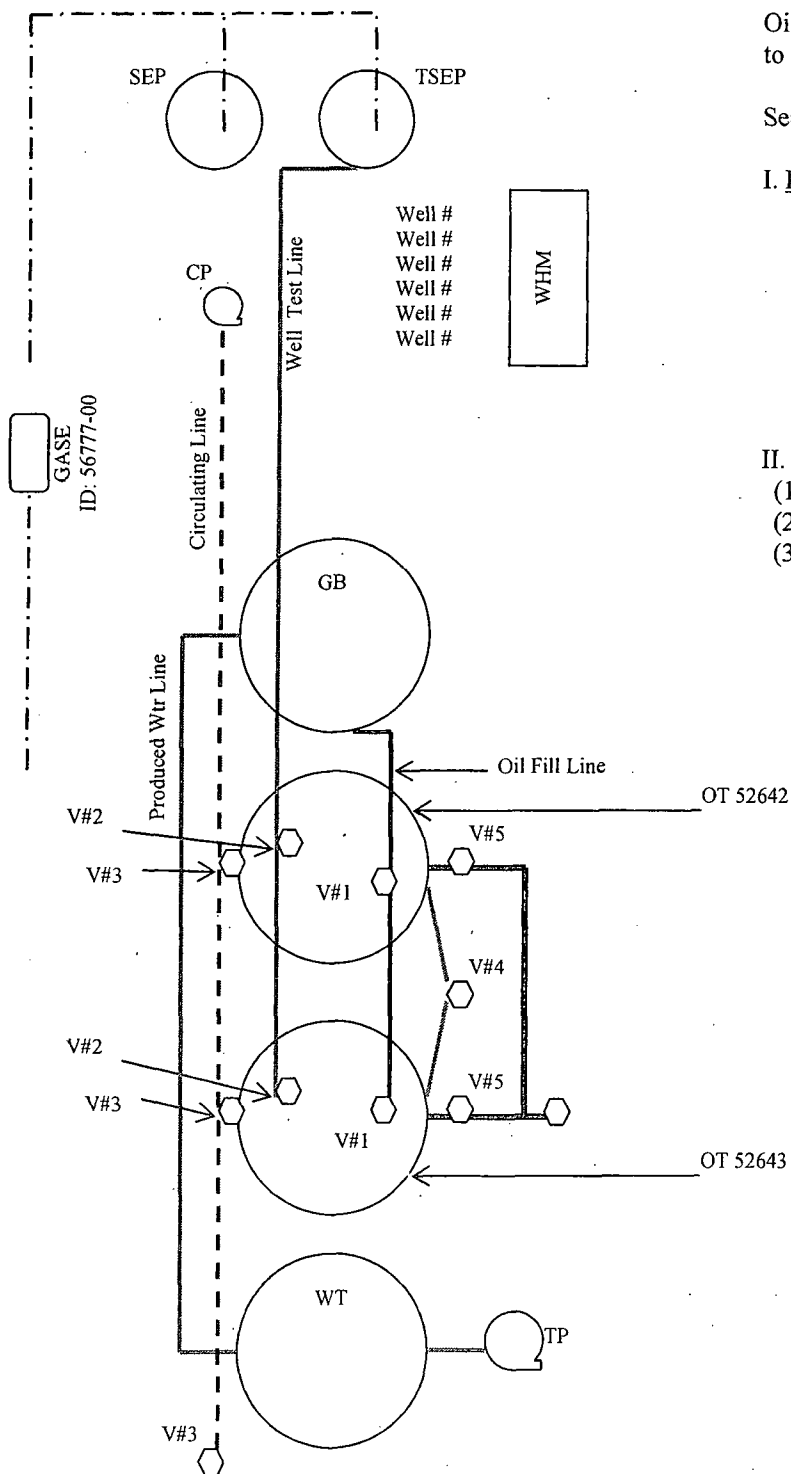 Oi
to
SEP
TSEP
Se
I.
Well #
Well #
Well #
Well #
Well #
Well #
WHM
CP
Well Test Line
GASE
ID: 56777-00
Circulating Line
II.
(1
(2
(3
GB
Produced Wtr Line
Oil Fill Line
OT 52642
V#2
V#5
V#3
V#1
V#4
V#2
V#5
V#3
V#1
OT 52643
WT
TP
V#3